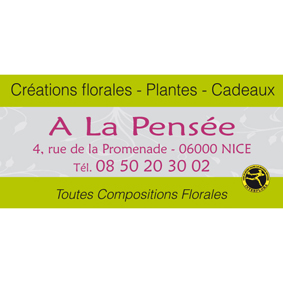 Créations florales - Plantes - Cadeaux
A La Pensée
4, rue de la Promenade - 06000 NICE
Tél. 08 50 20 30 02
Toutes Compositions Florales